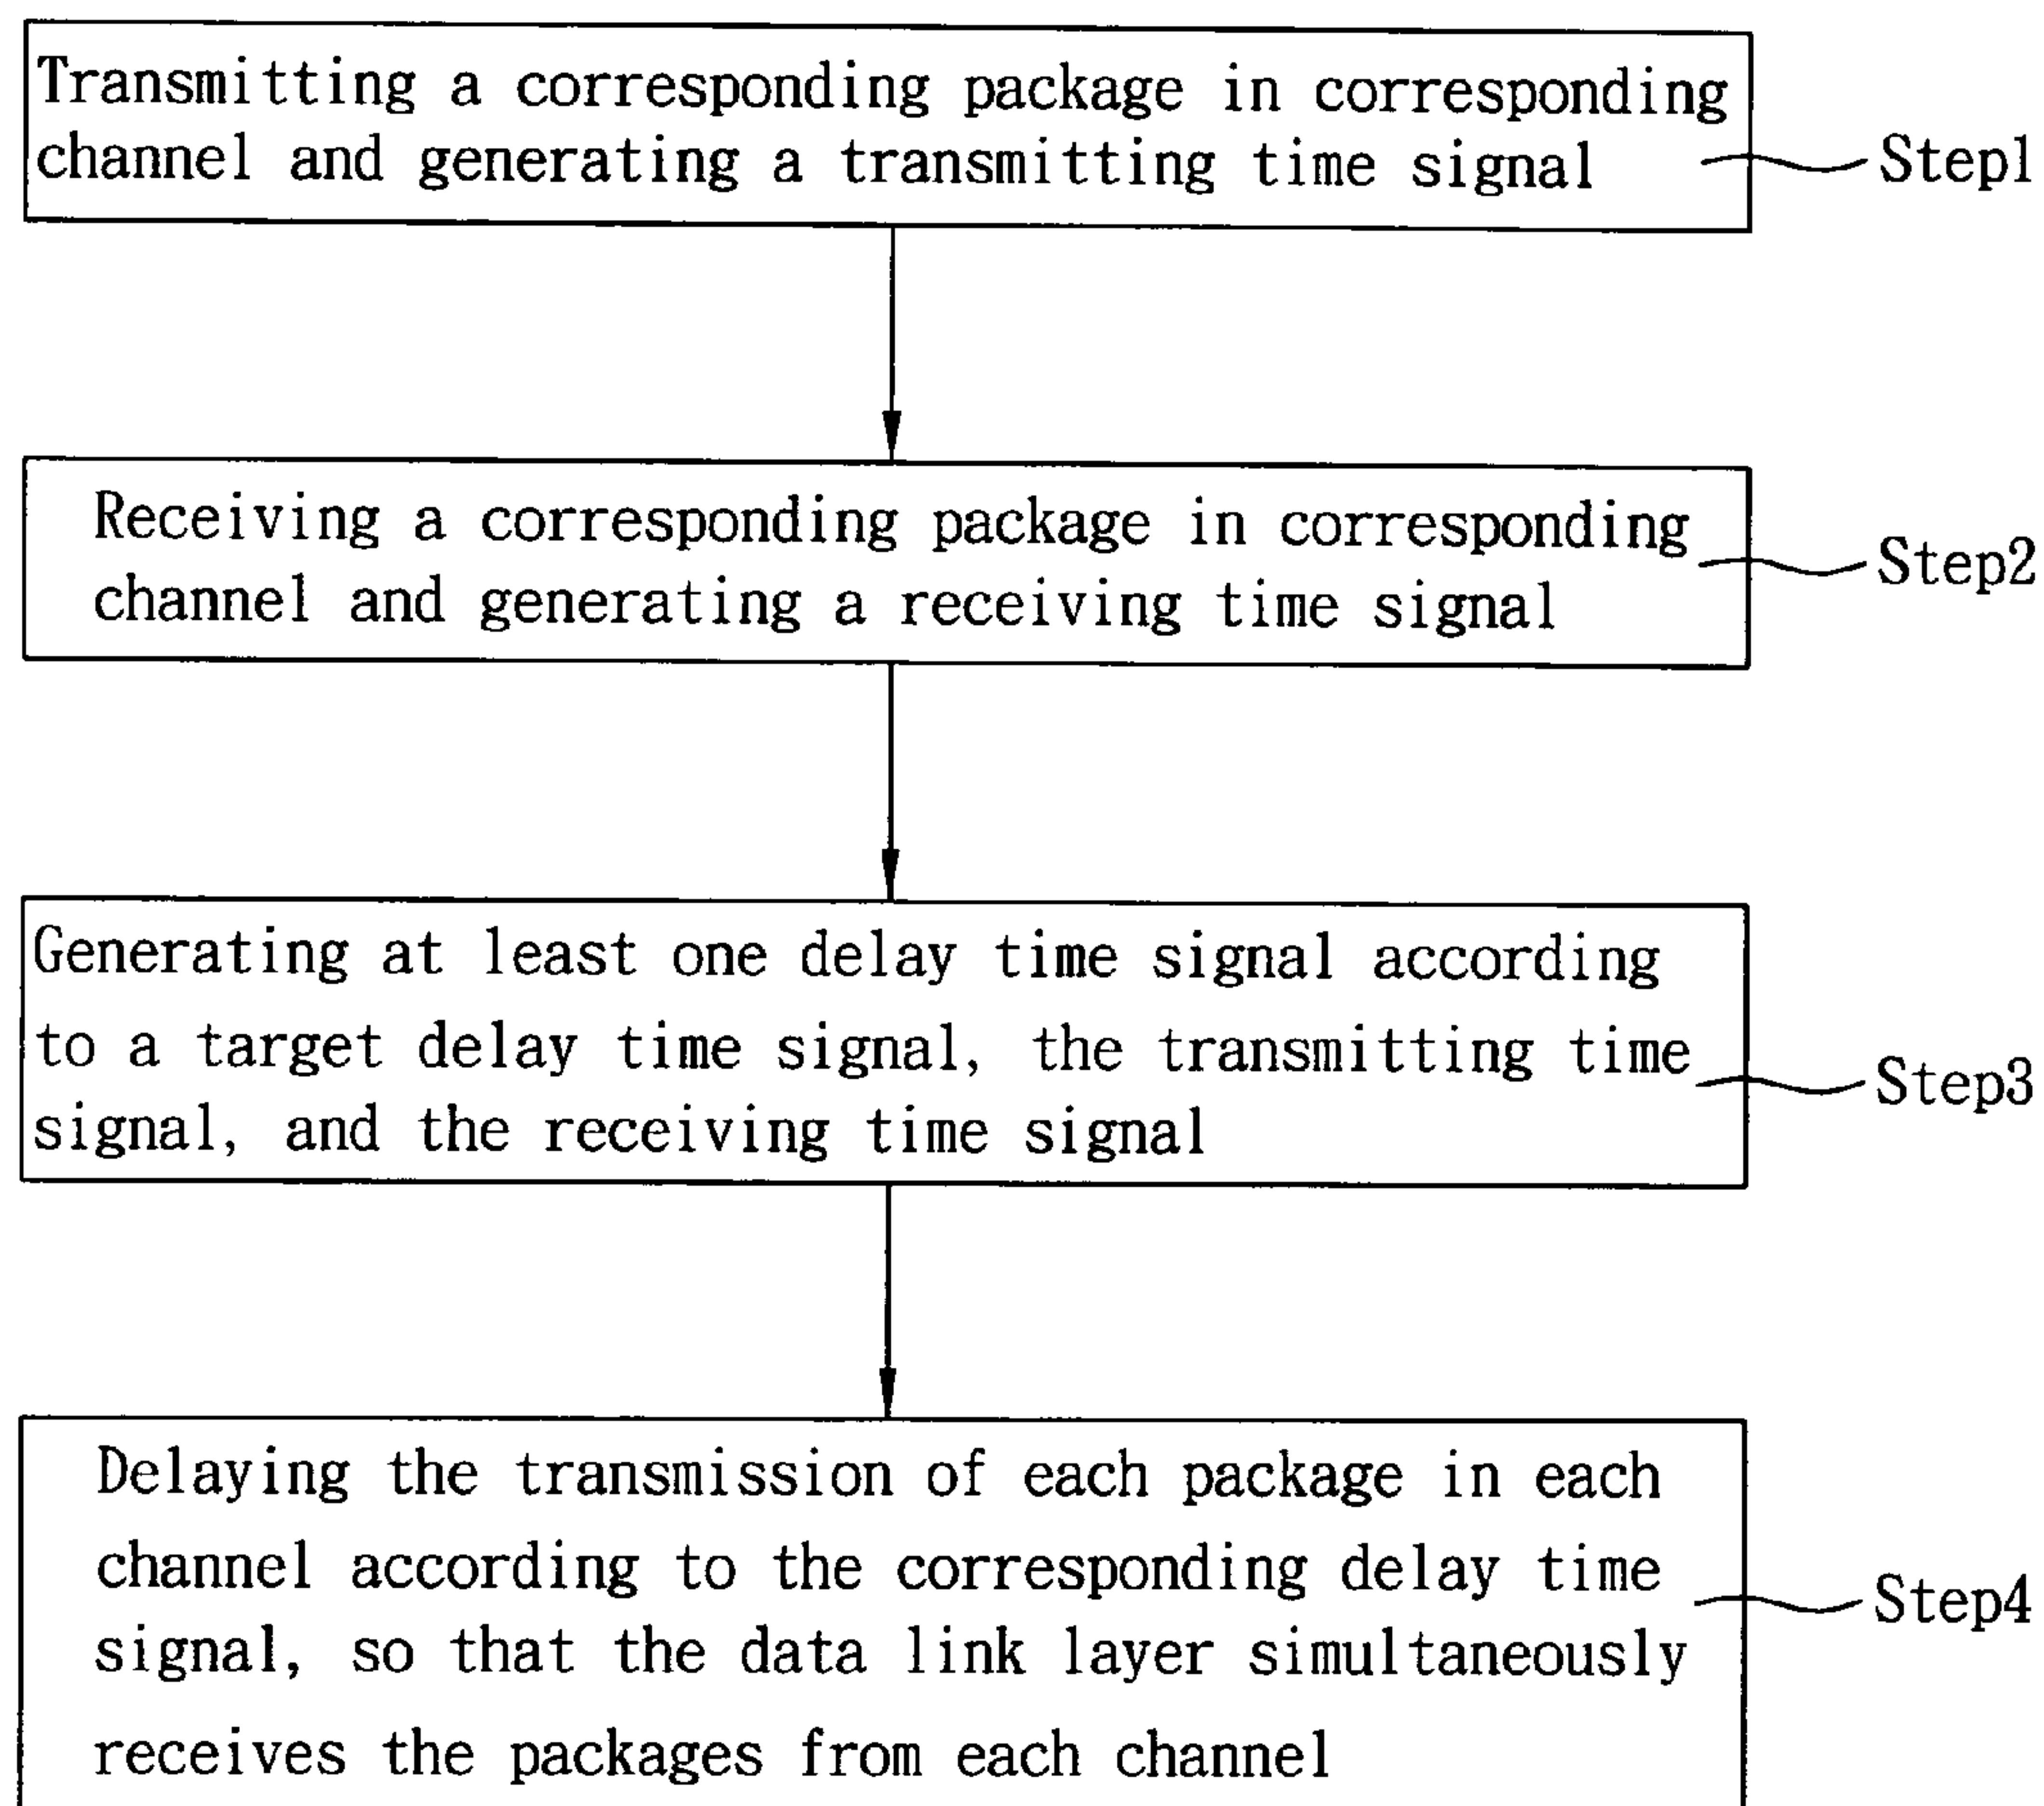 Transmitting a corresponding package in corresponding
channel and generating a transmitting time signal
Step1
Receiving a corresponding package in corresponding
channel and generating a receiving time signal
Step2
Generating at least one delay time signal according
to a target delay time signal, the transmitting time
signal, and the receiving time signal
Step3
Delaying the transmission of each package in each
channel according to the corresponding delay time
signal, so that the data link layer simultaneously
receives the packages from each channel
Step4